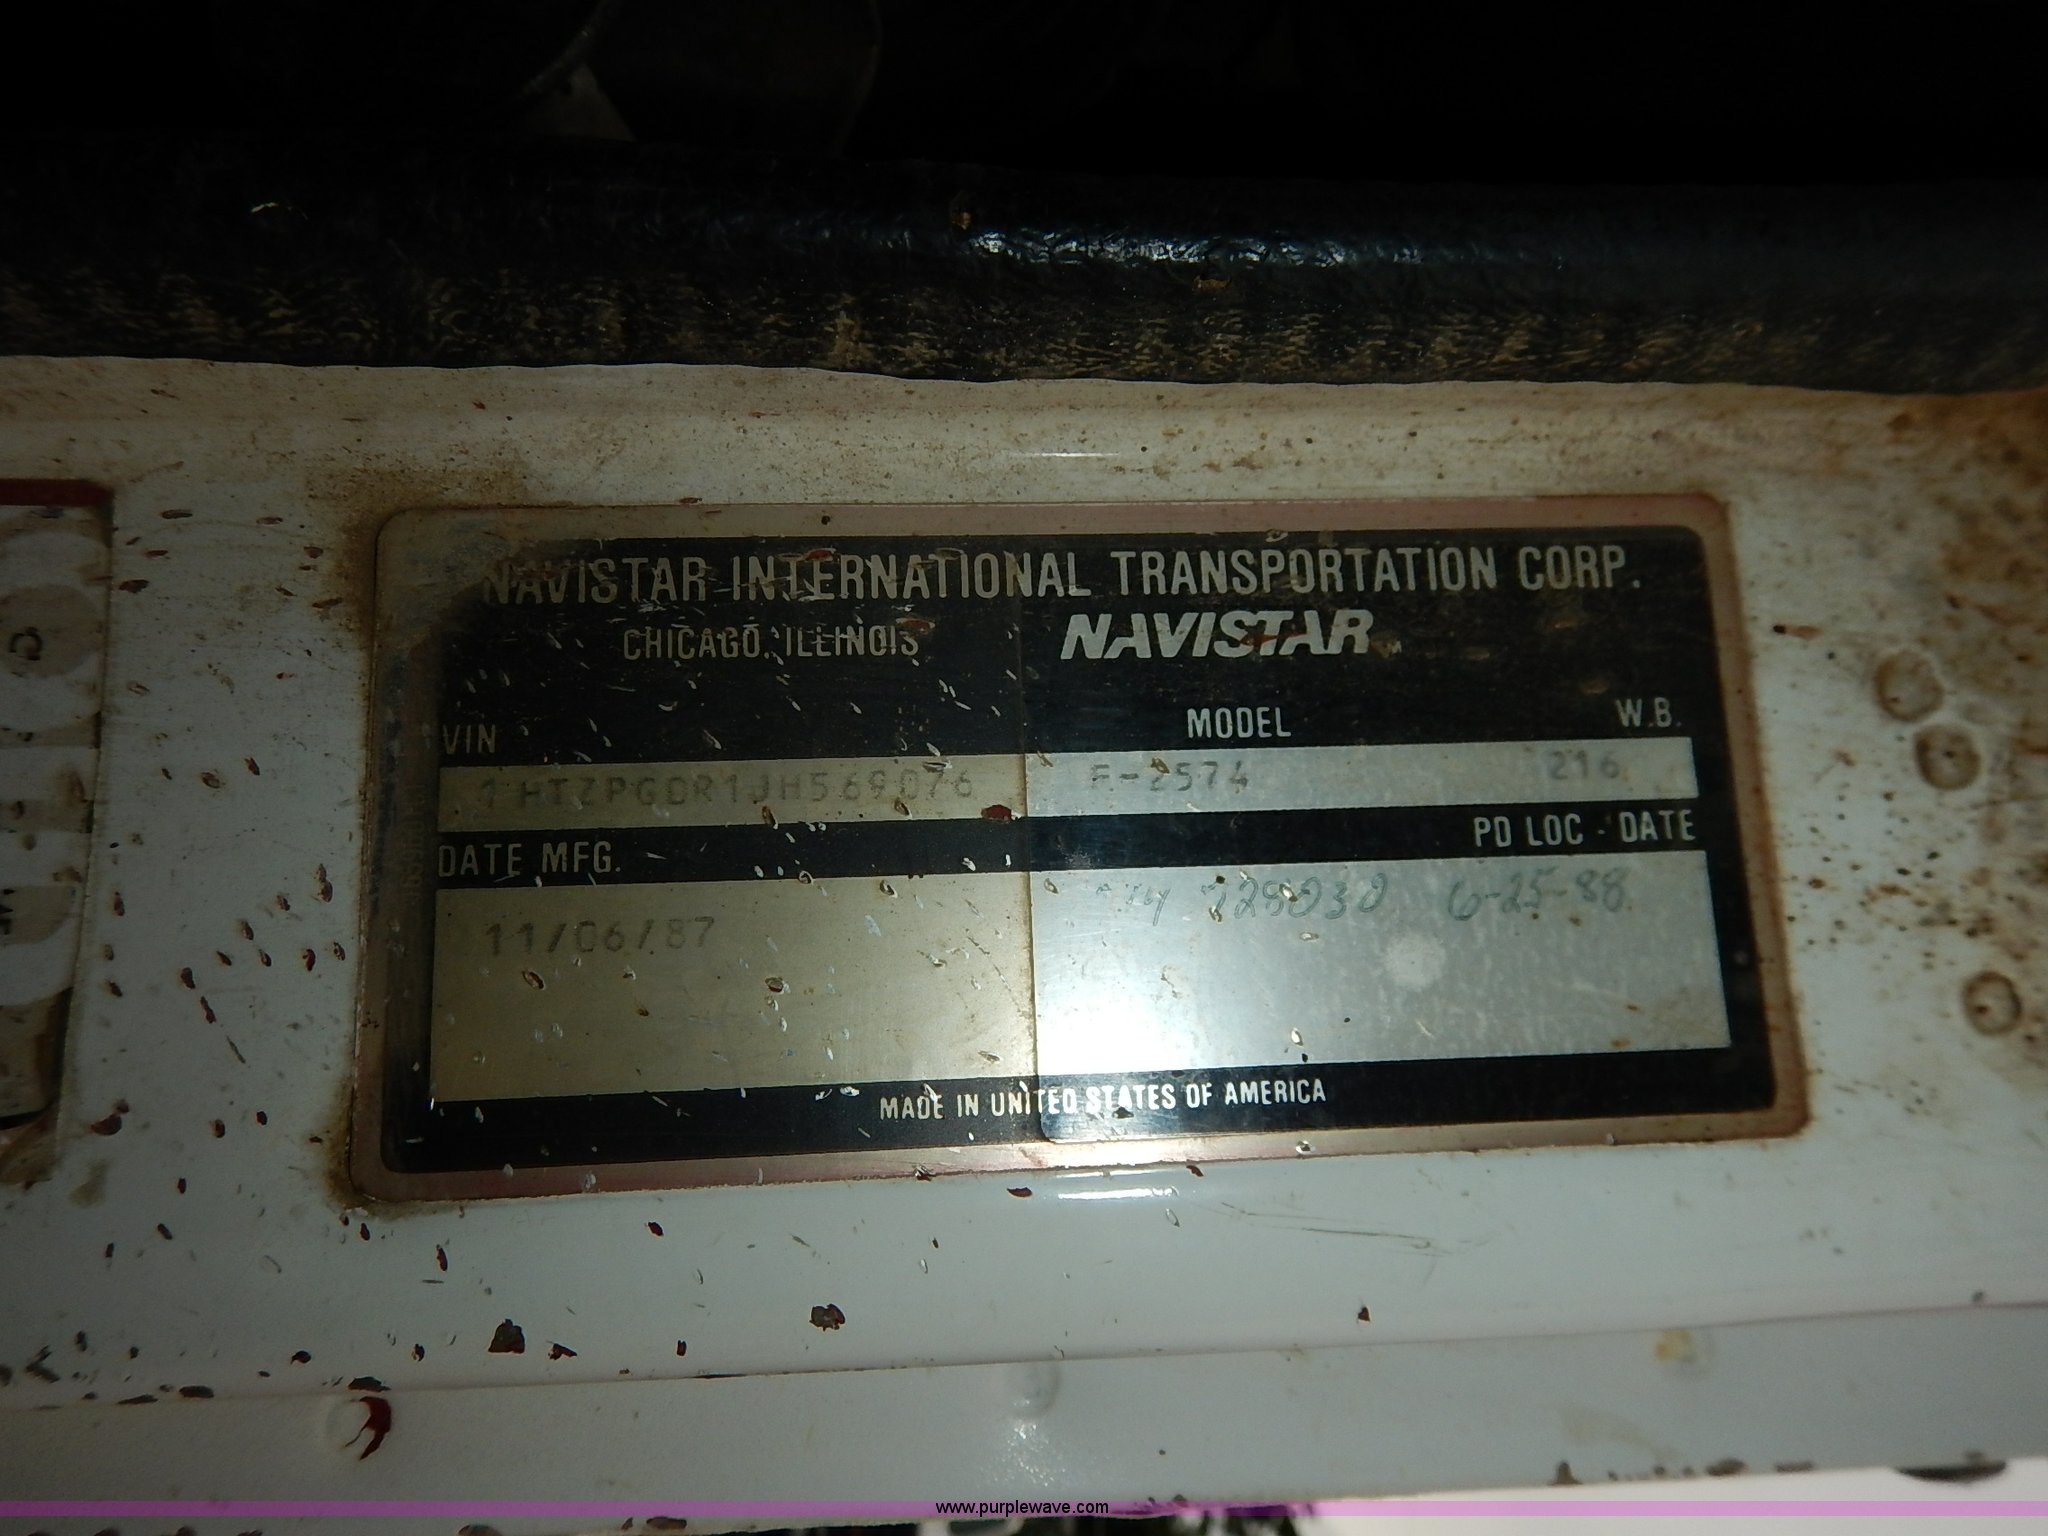 NAVISTAR INTERNATIONAL TRANSPORTATION CORP.
CHICAGO, ILLINOIS NAVISTAR
VIN MODEL W.B.
1HTZPGDR1JH569076 F-2574 216
DATE MFG. PD LOC - DATE
11/06/87 6-25-88
MADE IN UNITED STATES OF AMERICA
www.purplewave.com